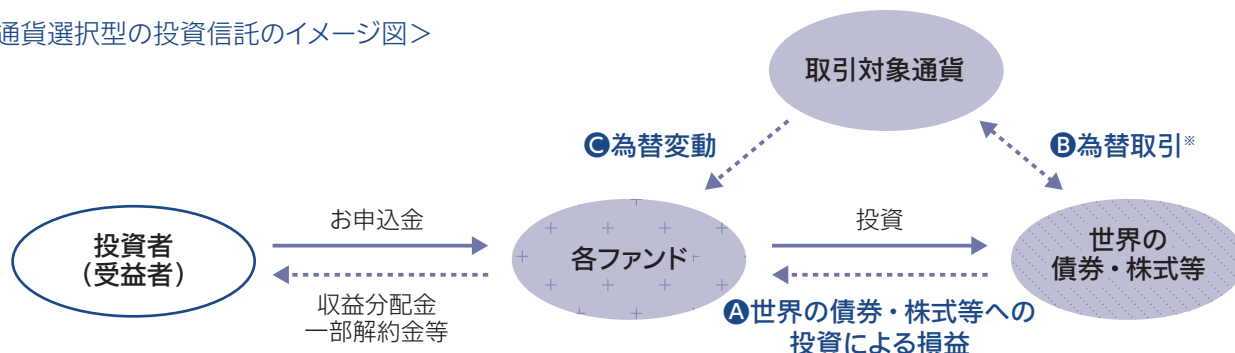 通貨選択型の投資信託のイメージ図＞
取引対象通貨
Ⓒ為替変動
Ⓑ為替取引※
お申込金
投資
投資者
(受益者)
各ファンド
世界の
債券・株式等
収益分配金
一部解約金等
Ⓐ世界の債券・株式等への
投資による損益